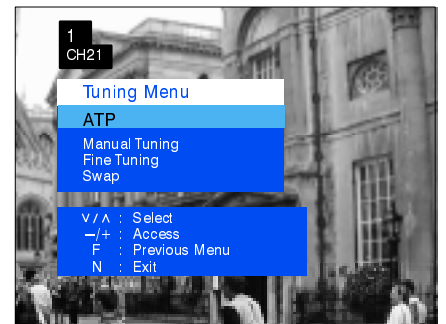 1
CH21
Tuning Menu
ATP
Manual Tuning
Fine Tuning
Swap
∨/∧ : Select
–/+ : Access
F : Previous Menu
N : Exit